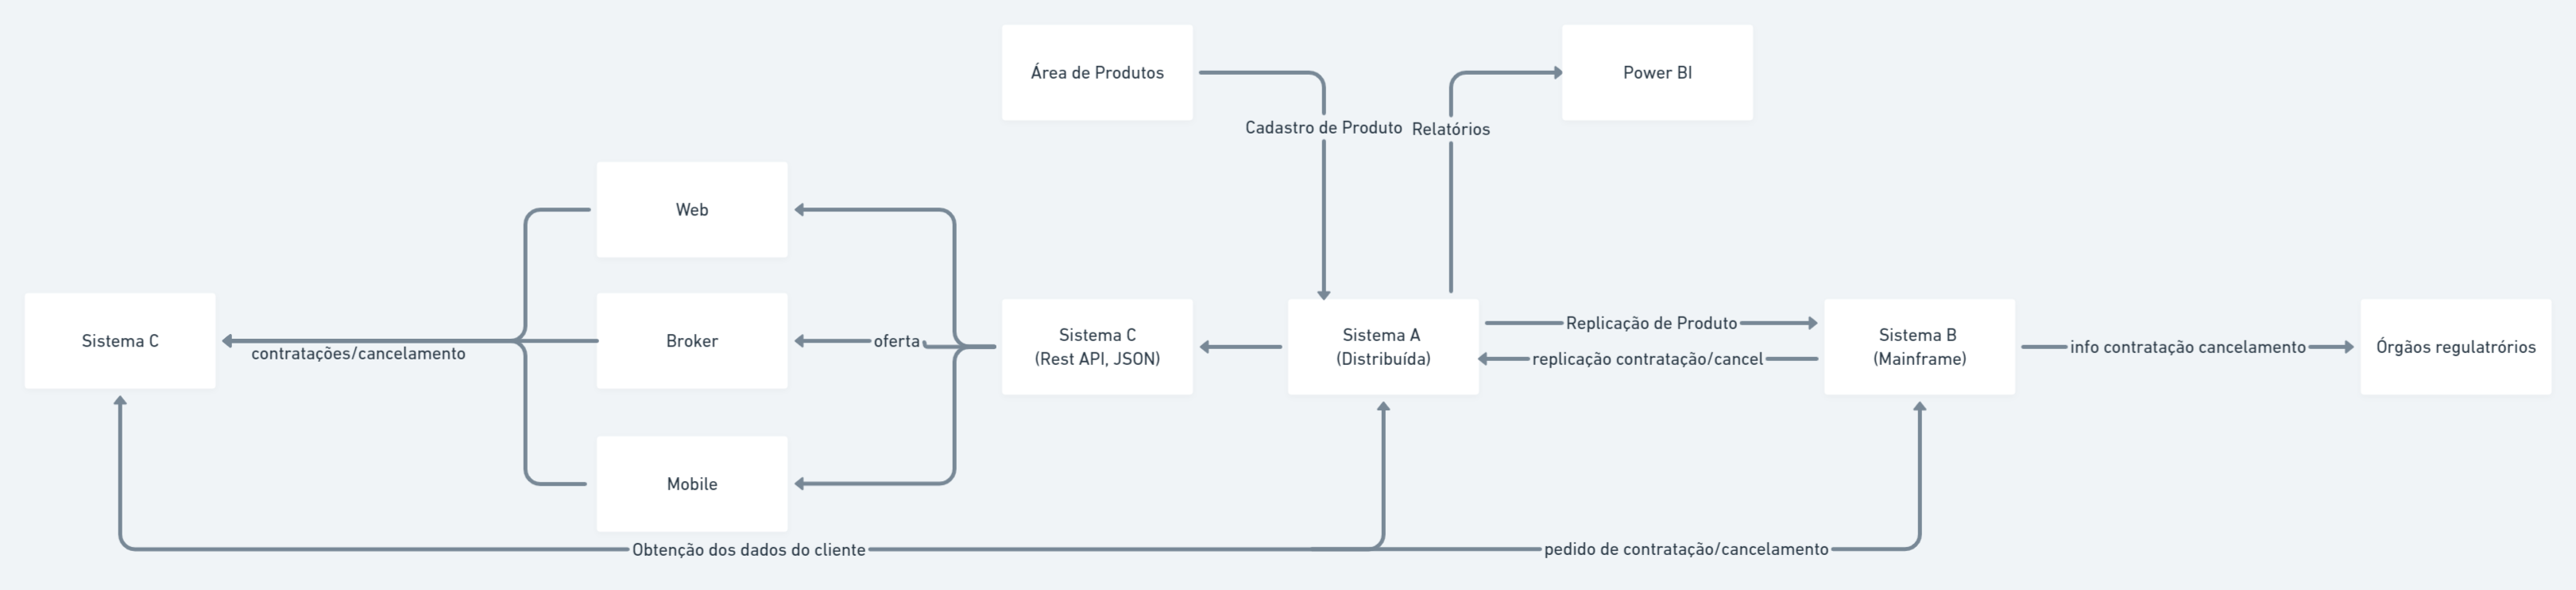 Área de Produtos
Power BI
Cadastro de Produto
Relatórios
Web
Sistema C
contratações/cancelamento
Broker
oferta
Sistema C
(Rest API, JSON)
Sistema A
(Distribuída)
Replicação de Produto
replicação contratação/cancel
Sistema B
(Mainframe)
info contratação cancelamento
Órgãos regulatrórios
Mobile
Obtenção dos dados do cliente
pedido de contratação/cancelamento